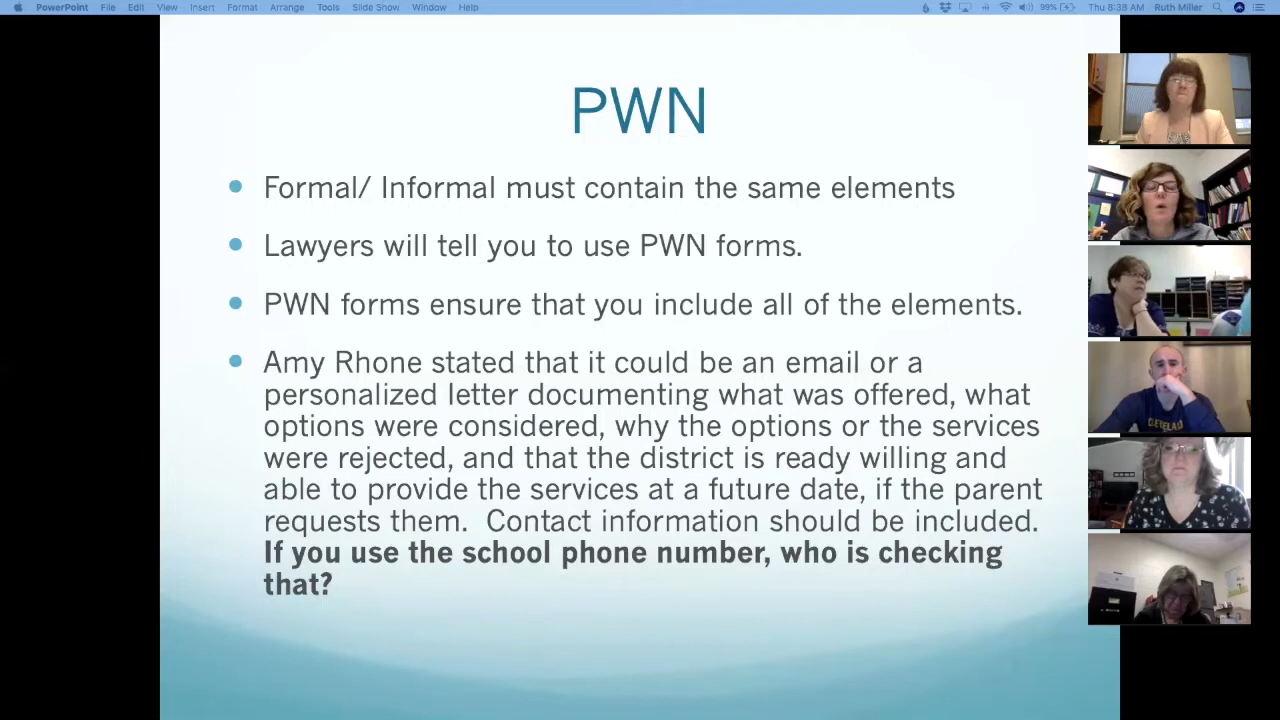 PowerPoint File Edit View Insert Format Arrange Tools Slide Show Window Help 99% Thu 8:38 AM Ruth Miller
PWN
Formal/ Informal must contain the same elements
Lawyers will tell you to use PWN forms.
PWN forms ensure that you include all of the elements.
Amy Rhone stated that it could be an email or a
personalized letter documenting what was offered, what
options were considered, why the options or the services
were rejected, and that the district is ready willing and
able to provide the services at a future date, if the parent
requests them.  Contact information should be included.
If you use the school phone number, who is checking
that?
CLEVELAND